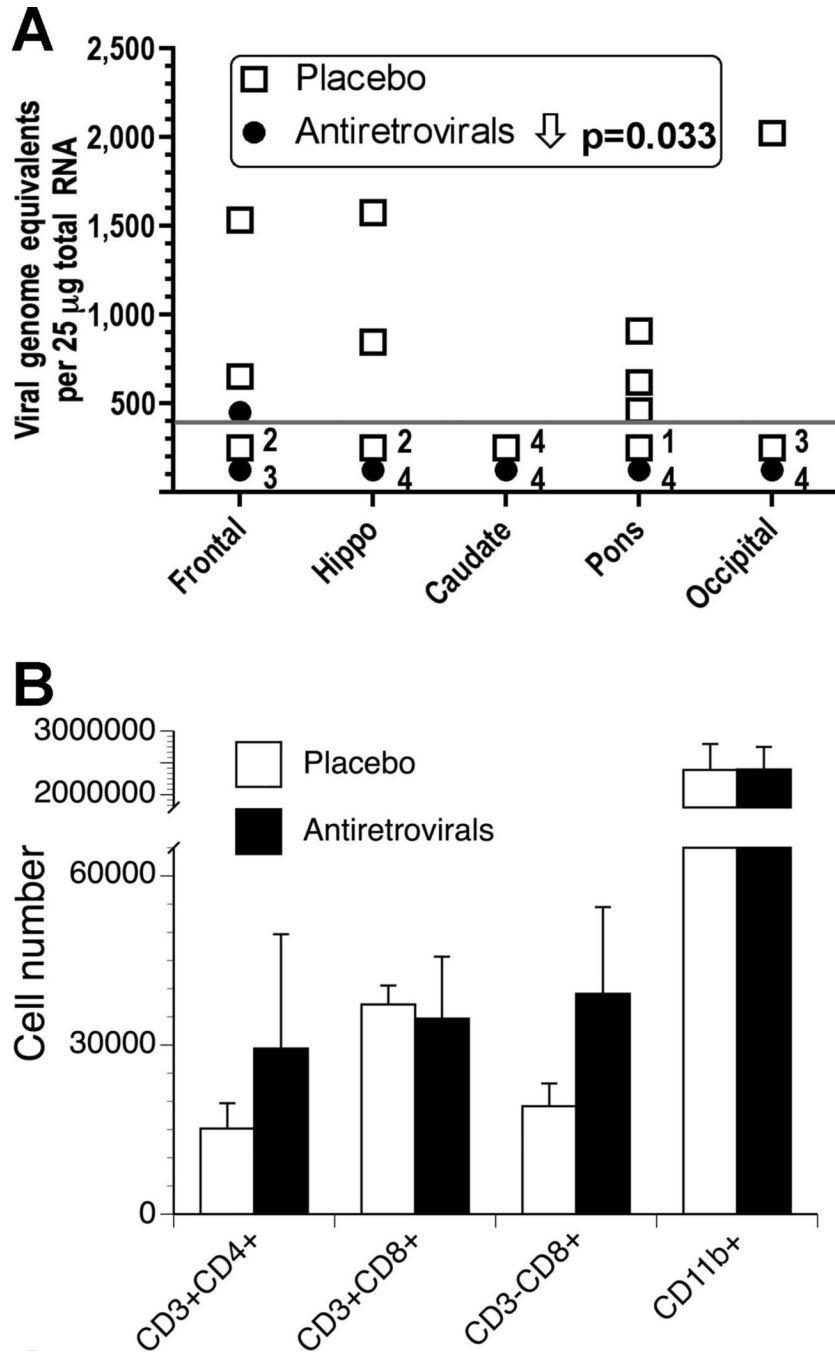 A
2,500
2,000
1,500
1,000
500
Viral genome equivalents
per 25 µg total RNA
Placebo
Antiretrovirals ⇩ p=0.033
2 2 4 1 3
3 4 4 4 4
Frontal
Hippo
Caudate
Pons
Occipital
B
3000000
2000000
60000
30000
0
Cell number
Placebo
Antiretrovirals
CD3+CD4+
CD3+CD8+
CD3-CD8+
CD11b+